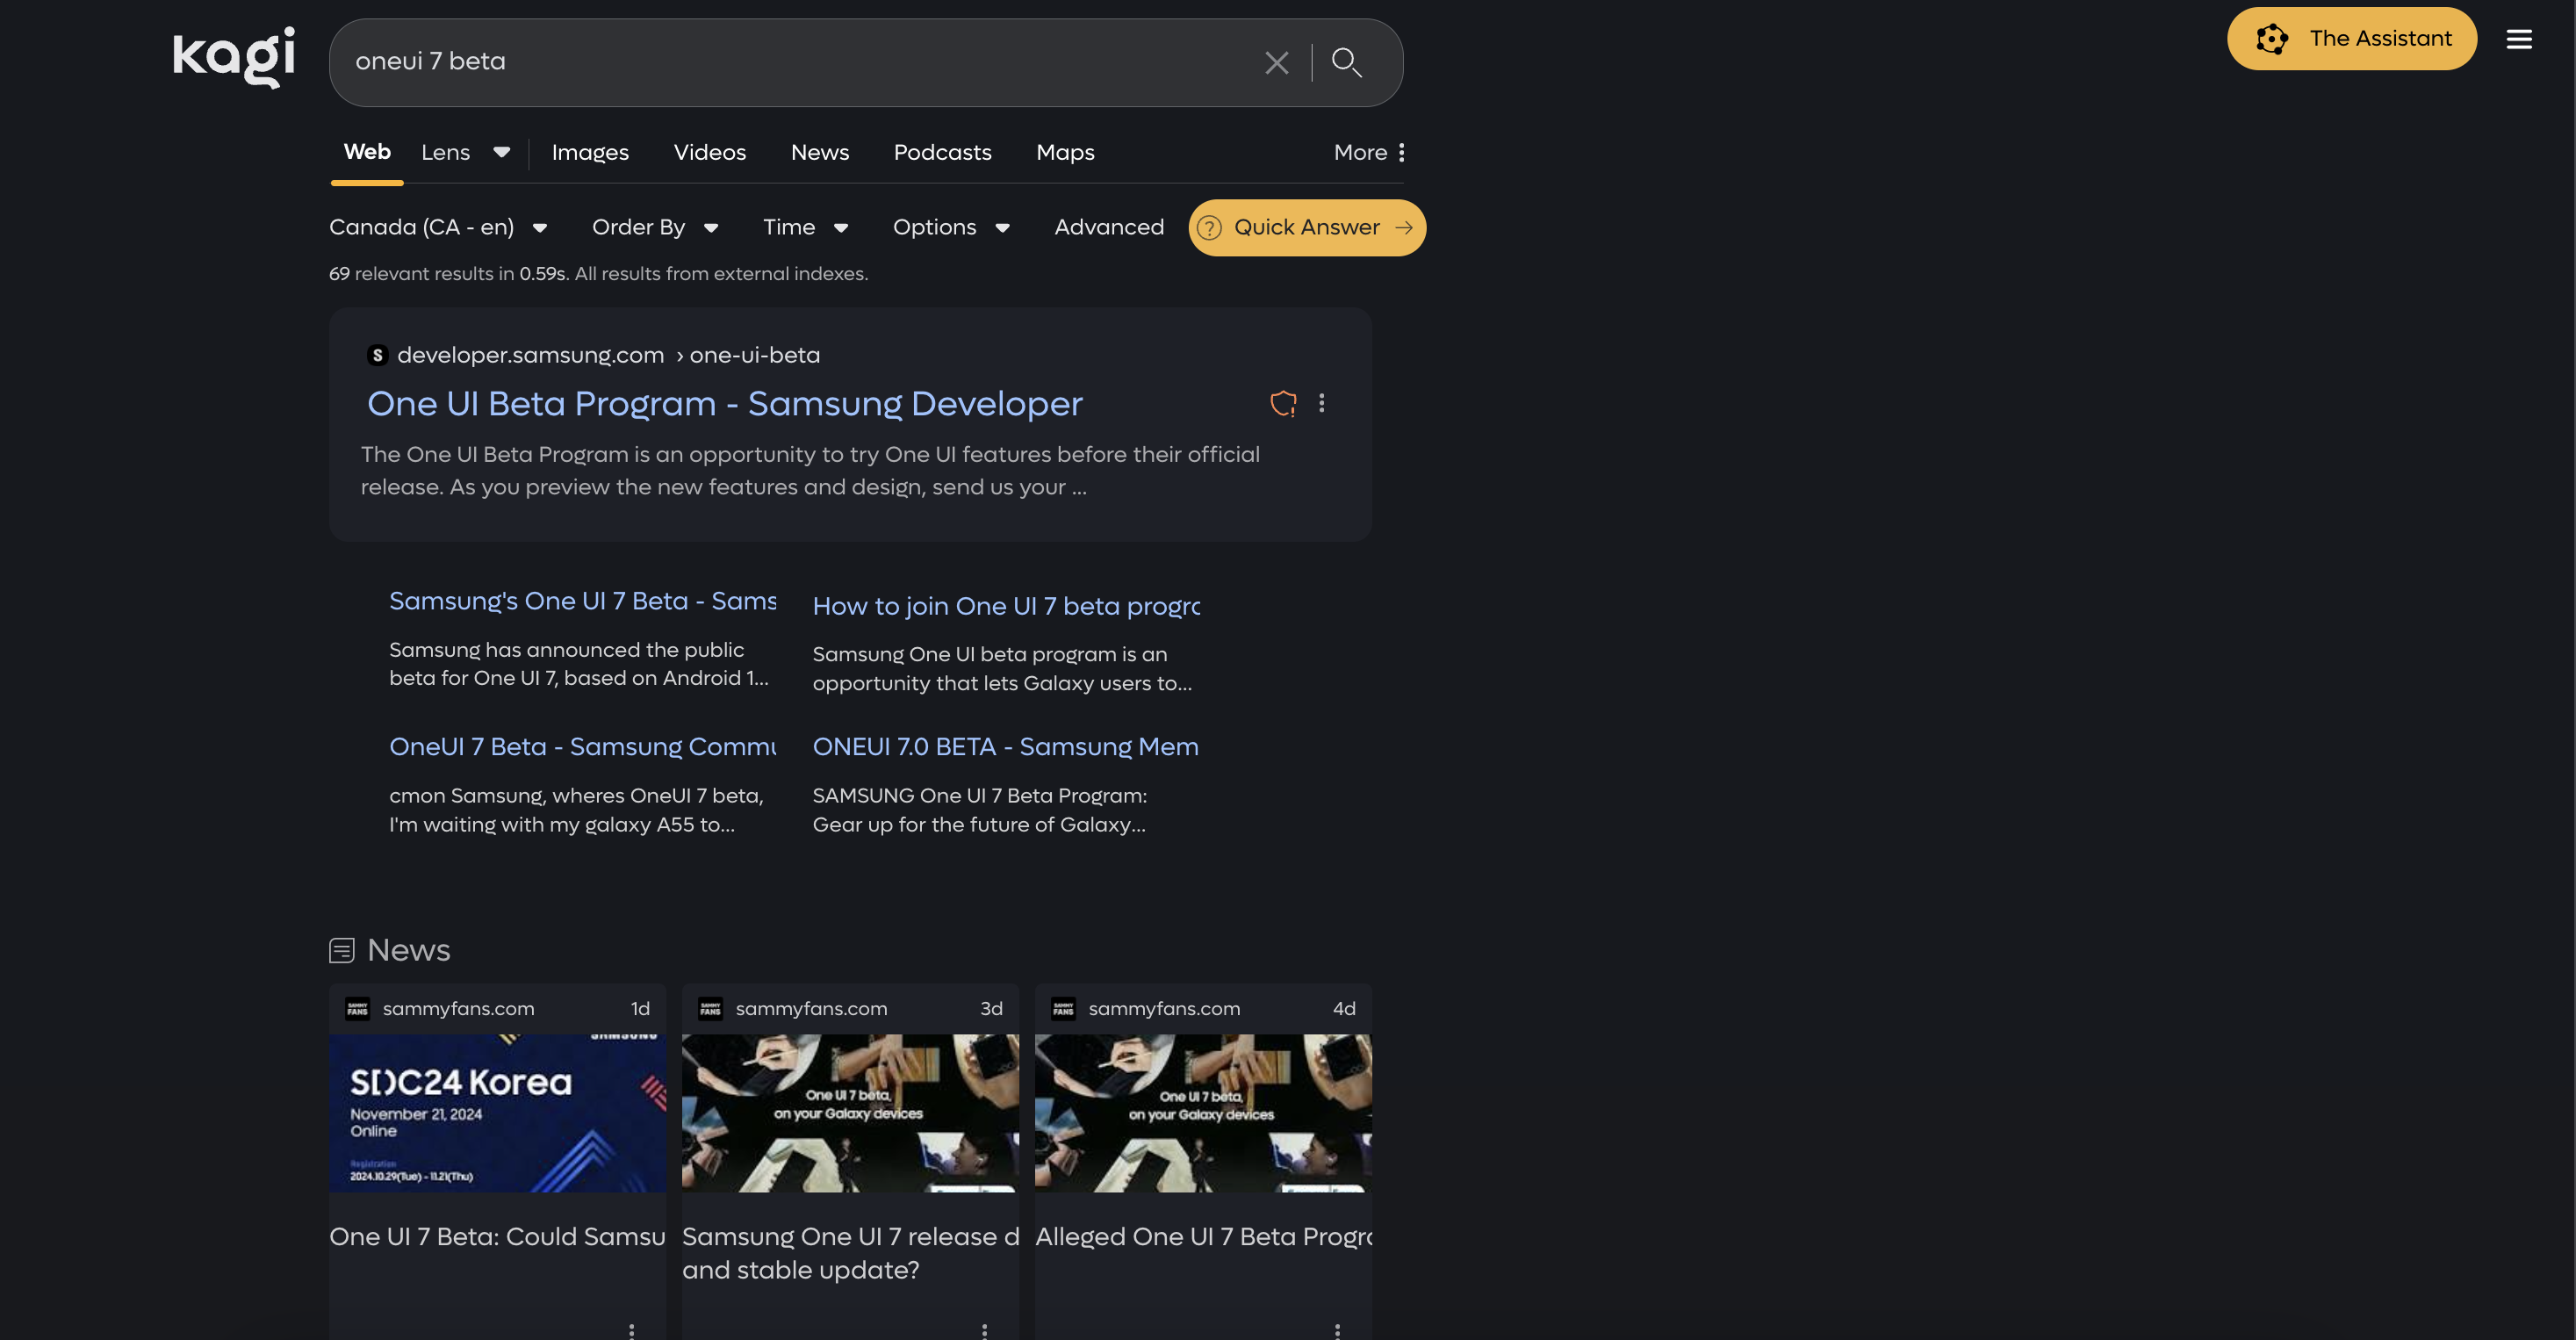 kagi
oneui 7 beta
The Assistant
Web
Lens
Images
Videos
News
Podcasts
Maps
More
Canada (CA - en)
Order By
Time
Options
Advanced
? Quick Answer →
69 relevant results in 0.59s. All results from external indexes.
S developer.samsung.com › one-ui-beta
One UI Beta Program - Samsung Developer
The One UI Beta Program is an opportunity to try One UI features before their official
release. As you preview the new features and design, send us your ...
Samsung's One UI 7 Beta - Sams
Samsung has announced the public
beta for One UI 7, based on Android 1...
How to join One UI 7 beta progr
Samsung One UI beta program is an
opportunity that lets Galaxy users to...
OneUI 7 Beta - Samsung Comm
cmon Samsung, wheres OneUI 7 beta,
I'm waiting with my galaxy A55 to...
ONEUI 7.0 BETA - Samsung Mem
SAMSUNG One UI 7 Beta Program:
Gear up for the future of Galaxy...
News
SAMMY
FANS
sammyfans.com
1d
SAMSUNG
SDC24 Korea
November 21, 2024
Online
Registration
2024.10.29(Tue) - 11.21(Thu)
One UI 7 Beta: Could Samsu
SAMMY
FANS
sammyfans.com
3d
One UI 7 beta,
on your Galaxy devices
Samsung One UI 7 release d
and stable update?
SAMMY
FANS
sammyfans.com
4d
One UI 7 beta,
on your Galaxy devices
Alleged One UI 7 Beta Progr